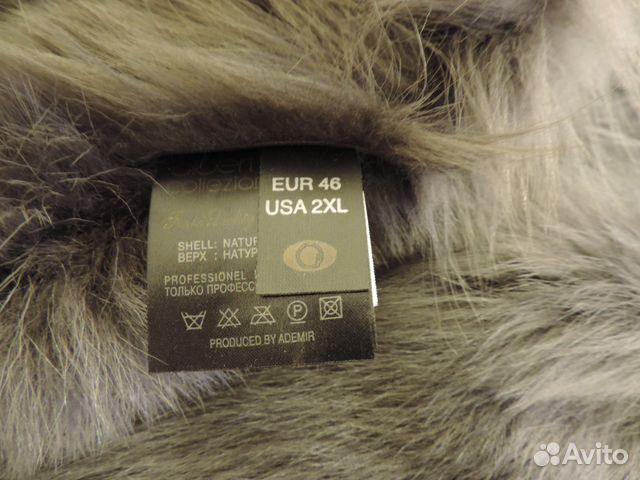 EUR 46
USA 2XL
SHELL: NATUR
ВЕРХ : НАТУР
PROFESSIONEL
ТОЛЬКО ПРОФЕСС
P
PRODUCED BY ADEMIR
Avito